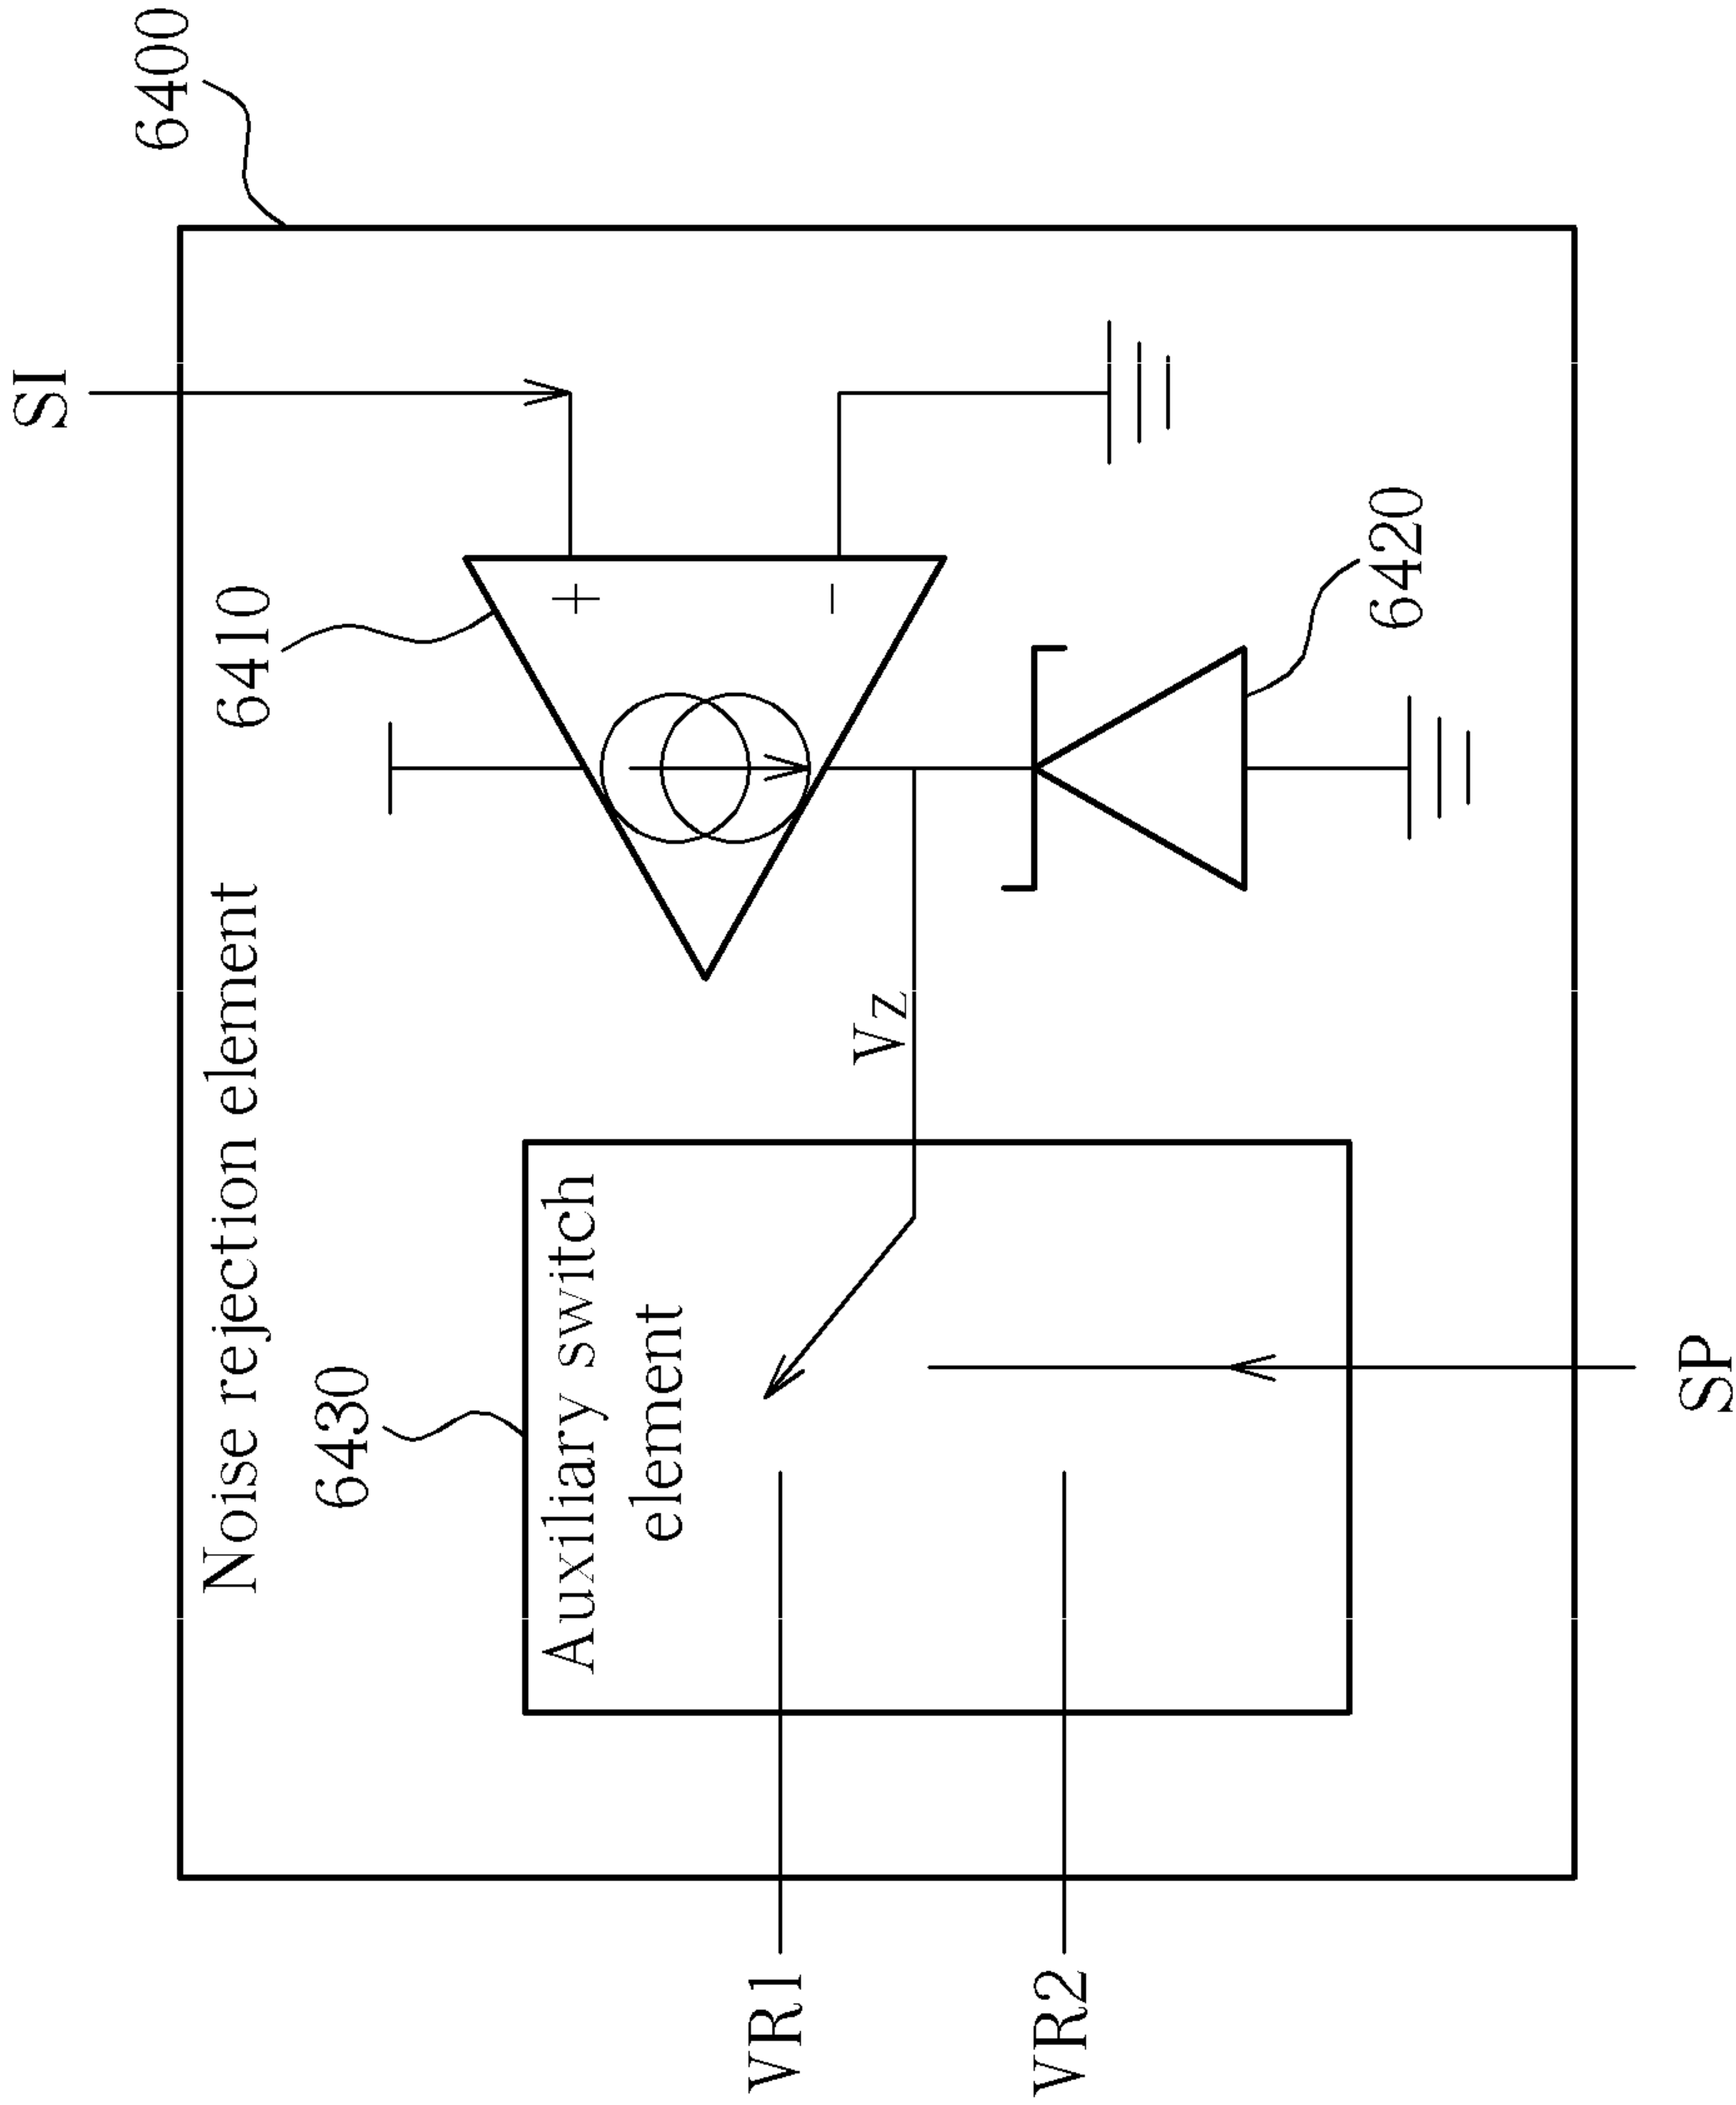 SI
6400
Noise rejection element
6410
6430
Auxiliary switch
element
+
VR1
-
Vz
VR2
6420
SP